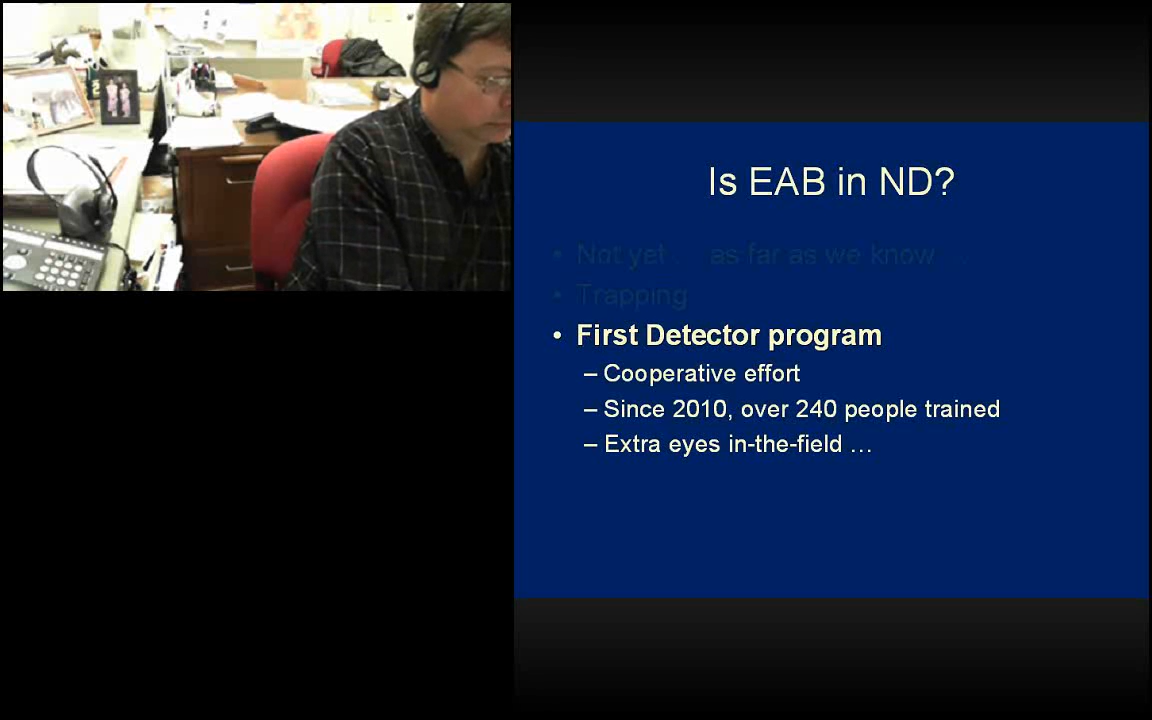 Is EAB in ND?
• Not yet … as far as we know …
• Trapping
• First Detector program
– Cooperative effort
– Since 2010, over 240 people trained
– Extra eyes in-the-field …